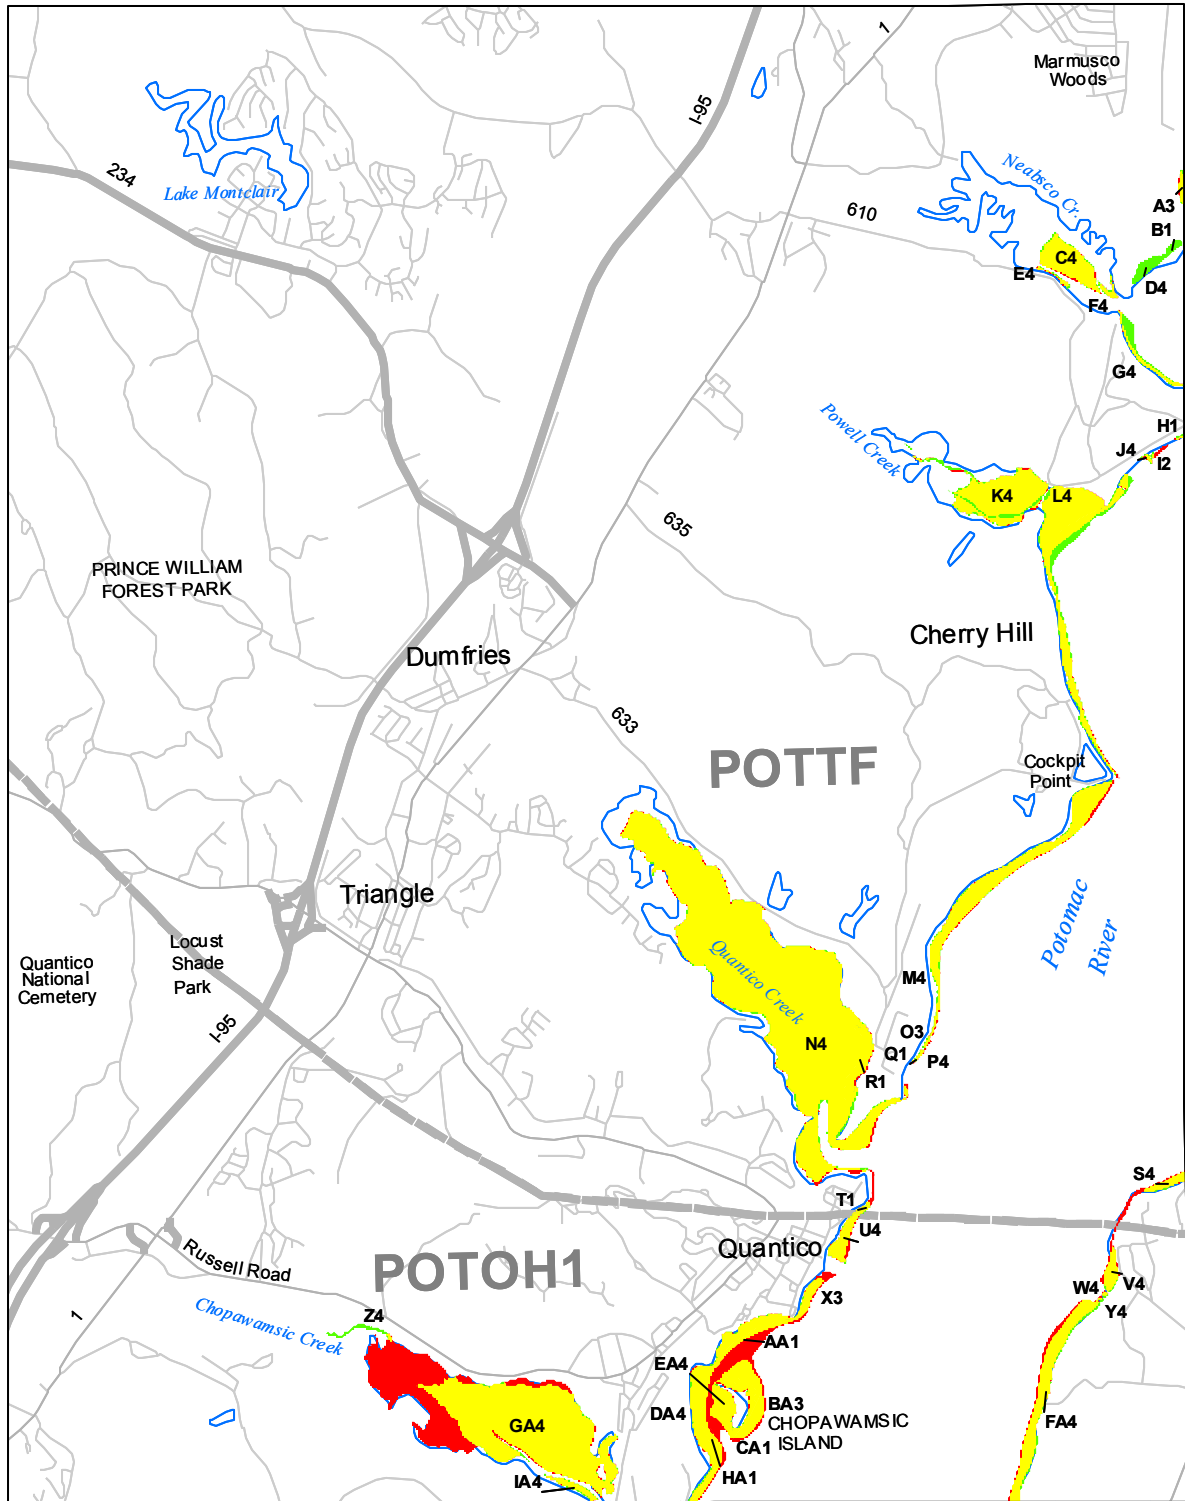 1
Marmusco
Woods
I-95
234
Lake Montclair
Neabsco Cr.
610
A3
B1
C4
E4
D4
F4
G4
Powell Creek
H1
J4
I2
K4
L4
635
PRINCE WILLIAM
FOREST PARK
Cherry Hill
Dumfries
633
POTTF
Cockpit
Point
Triangle
Potomac
River
Locust
Shade
Park
Quantico
National
Cemetery
Quantico Creek
M4
I-95
O3
N4
Q1
P4
R1
S4
T1
U4
Quantico
Russell Road
POTOH1
W4
V4
X3
Y4
Chopawamsic Creek
1
Z4
AA1
EA4
DA4
BA3
CHOPAWAMSIC
ISLAND
FA4
GA4
CA1
HA1
IA4